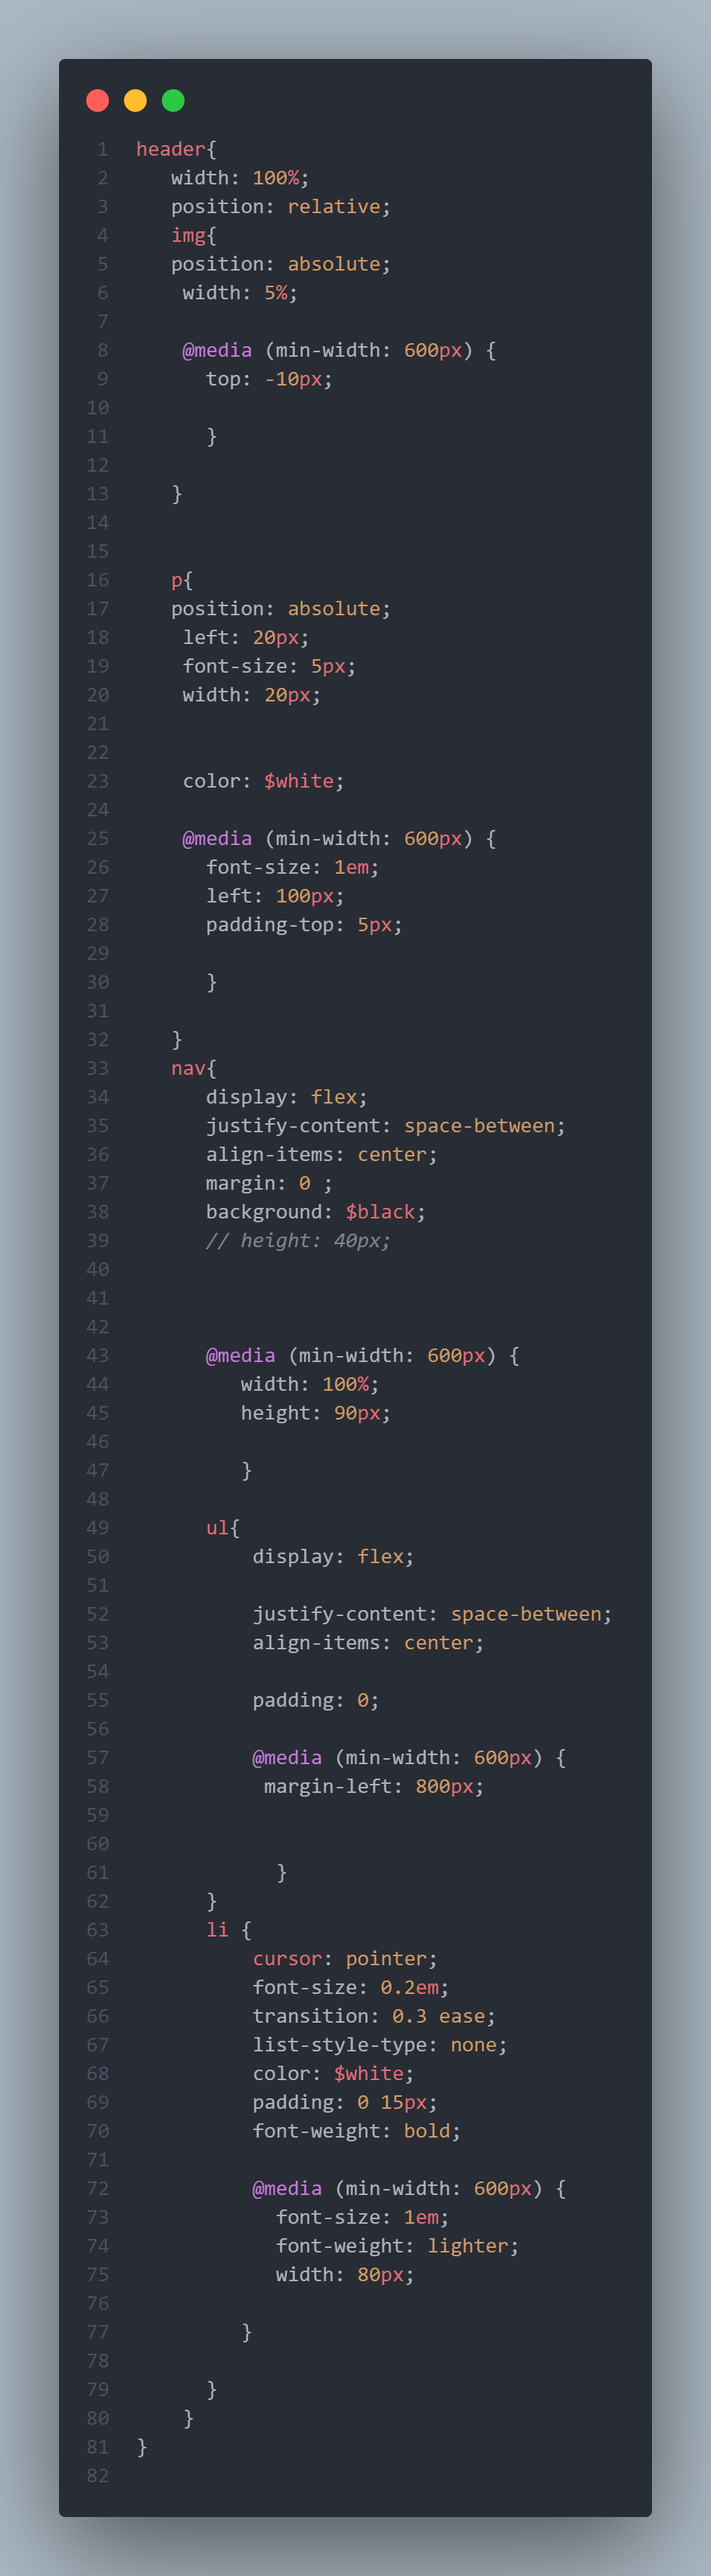 1 header{
2 width: 100%;
3 position: relative;
4 img{
5 position: absolute;
6 width: 5%;
7
8 @media (min-width: 600px) {
9 top: -10px;
10
11 }
12
13 }
14
15
16 p{
17 position: absolute;
18 left: 20px;
19 font-size: 5px;
20 width: 20px;
21
22
23 color: $white;
24
25 @media (min-width: 600px) {
26 font-size: 1em;
27 left: 100px;
28 padding-top: 5px;
29
30 }
31
32 }
33 nav{
34 display: flex;
35 justify-content: space-between;
36 align-items: center;
37 margin: 0 ;
38 background: $black;
39 // height: 40px;
40
41
42
43 @media (min-width: 600px) {
44 width: 100%;
45 height: 90px;
46
47 }
48
49 ul{
50 display: flex;
51
52 justify-content: space-between;
53 align-items: center;
54
55 padding: 0;
56
57 @media (min-width: 600px) {
58 margin-left: 800px;
59
60
61 }
62 }
63 li {
64 cursor: pointer;
65 font-size: 0.2em;
66 transition: 0.3 ease;
67 list-style-type: none;
68 color: $white;
69 padding: 0 15px;
70 font-weight: bold;
71
72 @media (min-width: 600px) {
73 font-size: 1em;
74 font-weight: lighter;
75 width: 80px;
76
77 }
78
79 }
80 }
81 }
82